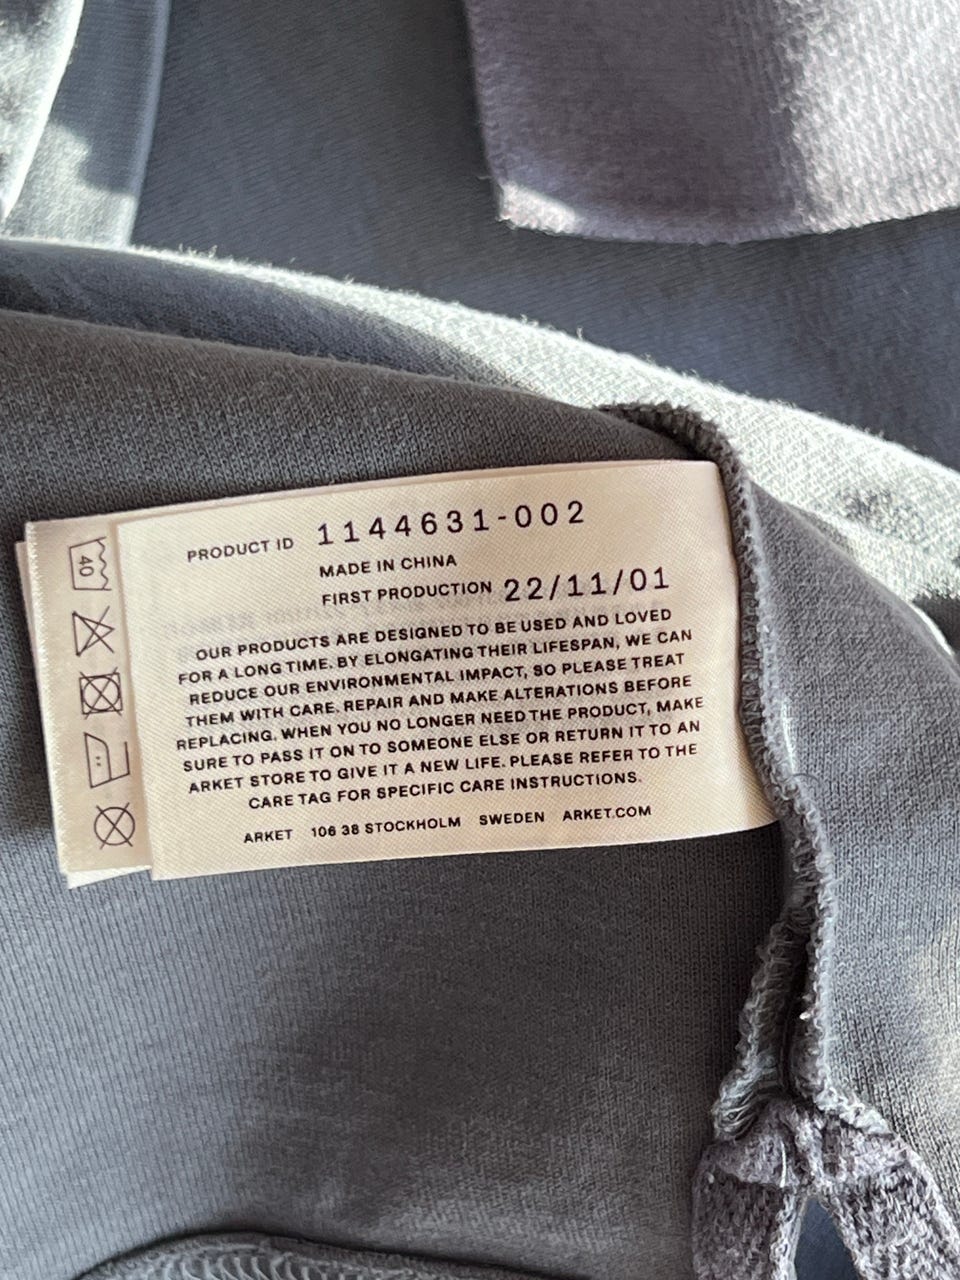 PRODUCT ID 1144631-002
MADE IN CHINA
FIRST PRODUCTION 22/11/01
OUR PRODUCTS ARE DESIGNED TO BE USED AND LOVED
FOR A LONG TIME. BY ELONGATING THEIR LIFESPAN, WE CAN
REDUCE OUR ENVIRONMENTAL IMPACT, SO PLEASE TREAT
THEM WITH CARE. REPAIR AND MAKE ALTERATIONS BEFORE
REPLACING. WHEN YOU NO LONGER NEED THE PRODUCT, MAKE
SURE TO PASS IT ON TO SOMEONE ELSE OR RETURN IT TO AN
ARKET STORE TO GIVE IT A NEW LIFE. PLEASE REFER TO THE
CARE TAG FOR SPECIFIC CARE INSTRUCTIONS.
ARKET 106 38 STOCKHOLM SWEDEN ARKET.COM
40